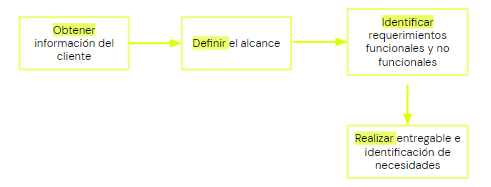 Obtener
información del
cliente
Definir el alcance
Identificar
requerimientos
funcionales y no
funcionales
Realizar entregable e
identificación de
necesidades